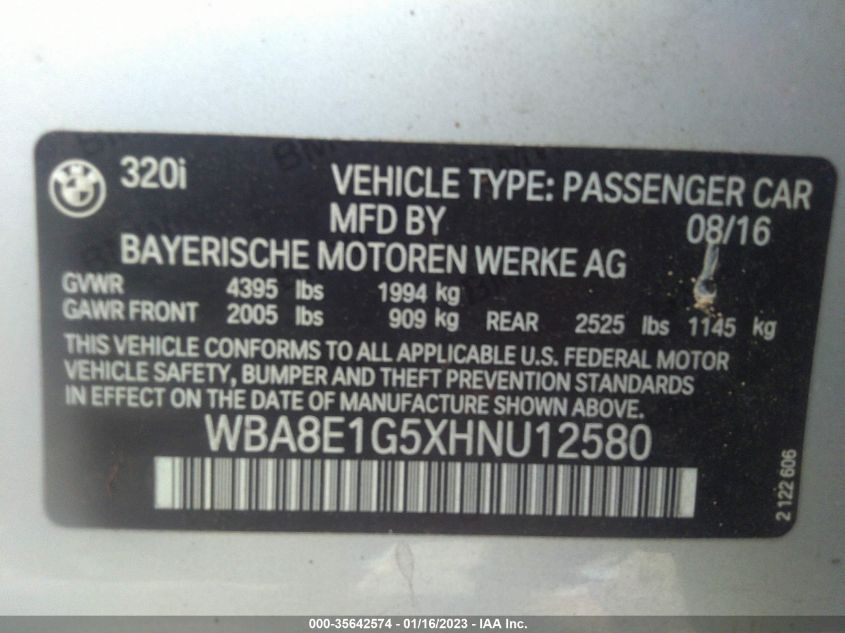 320i
VEHICLE TYPE: PASSENGER CAR
MFD BY 08/16
BAYERISCHE MOTOREN WERKE AG
GVWR 4395 lbs 1994 kg
GAWR FRONT 2005 lbs 909 kg REAR 2525 lbs 1145 kg
THIS VEHICLE CONFORMS TO ALL APPLICABLE U.S. FEDERAL MOTOR
VEHICLE SAFETY, BUMPER AND THEFT PREVENTION STANDARDS
IN EFFECT ON THE DATE OF MANUFACTURE SHOWN ABOVE.
WBA8E1G5XHNU12580
2 122 606
000-35642574 - 01/16/2023 - IAA Inc.